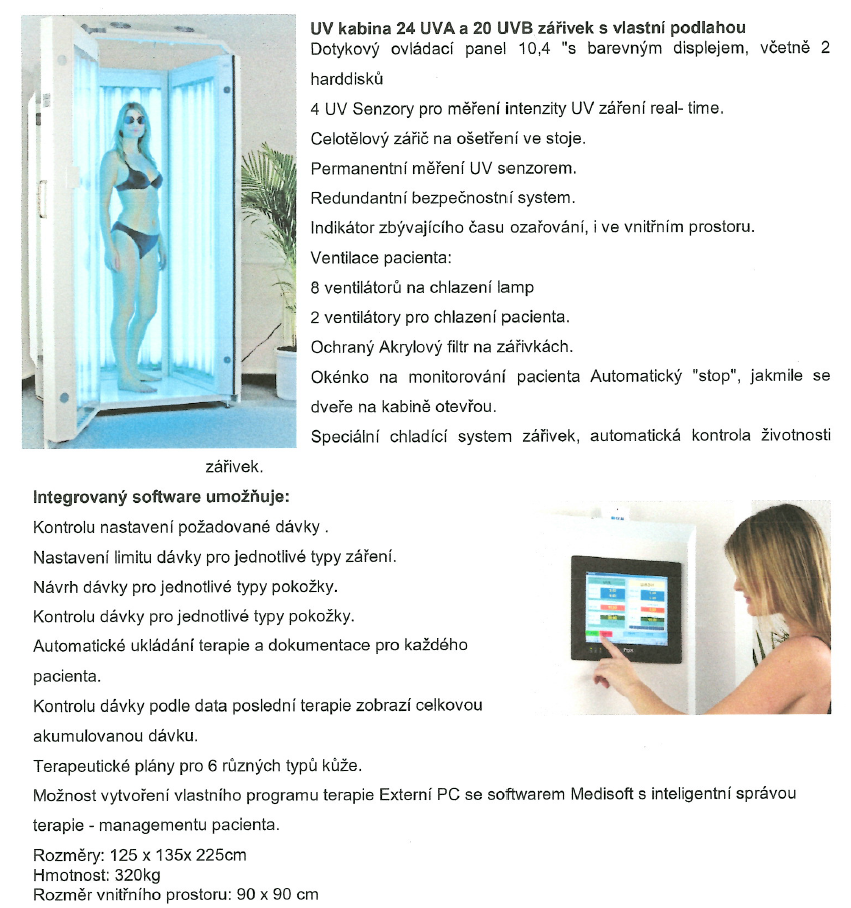 UV kabina 24 UVA a 20 UVB zářivek s vlastní podlahou
Dotykový ovládací panel 10,4 "s barevným displejem, včetně 2
harddisků
4 UV Senzory pro měření intenzity UV záření real- time.
Celotělový zářič na ošetření ve stoje.
Permanentní měření UV senzorem.
Redundantní bezpečnostní system.
Indikátor zbývajícího času ozařování, i ve vnitřním prostoru.
Ventilace pacienta:
8 ventilátorů na chlazení lamp
2 ventilátory pro chlazení pacienta.
Ochraný Akrylový filtr na zářivkách.
Okénko na monitorování pacienta Automatický "stop", jakmile se
dveře na kabině otevřou.
Speciální chladící system zářivek, automatická kontrola životnosti
zářivek.
Integrovaný software umožňuje:
Kontrolu nastavení požadované dávky .
Nastavení limitu dávky pro jednotlivé typy záření.
Návrh dávky pro jednotlivé typy pokožky.
Kontrolu dávky pro jednotlivé typy pokožky.
Automatické ukládání terapie a dokumentace pro každého
pacienta.
Kontrolu dávky podle data poslední terapie zobrazí celkovou
akumulovanou dávku.
Terapeutické plány pro 6 různých typů kůže.
Možnost vytvoření vlastního programu terapie Externí PC se softwarem Medisoft s inteligentní správou
terapie - managementu pacienta.
Rozměry: 125 x 135x 225cm
Hmotnost: 320kg
Rozměr vnitřního prostoru: 90 x 90 cm